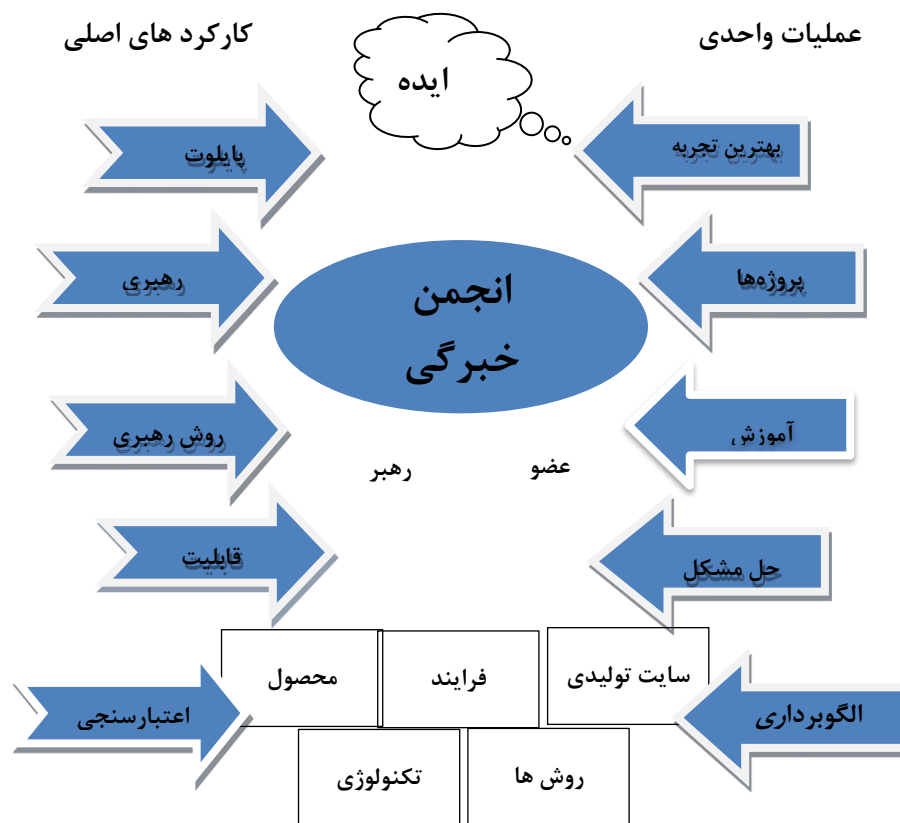 عملیات واحدی
کارکرد های اصلی
ایده
بهترین تجربه
پایلوت
پروژه‌ها
رهبری
انجمن
خبرگی
آموزش
روش رهبری
عضو
رهبر
حل مشکل
قابلیت
سایت تولیدی
فرایند
محصول
الگوبرداری
اعتبارسنجی
روش ها
تکنولوژی